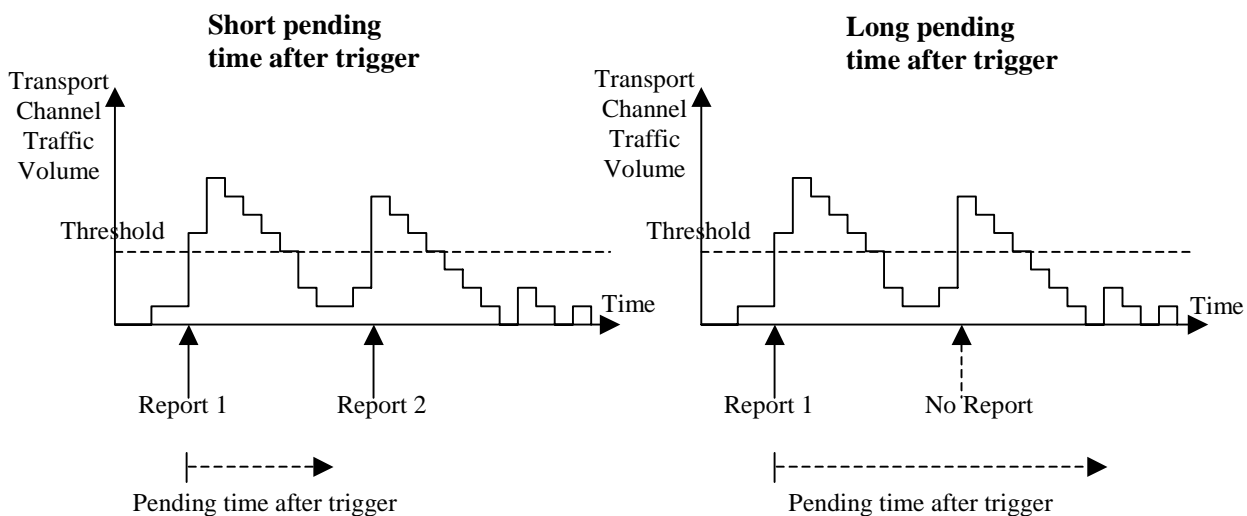 Short pending
time after trigger
Transport
Channel
Traffic
Volume
Threshold
Time
Report 1
Report 2
Pending time after trigger
Long pending
time after trigger
Transport
Channel
Traffic
Volume
Threshold
Time
Report 1
No Report
Pending time after trigger